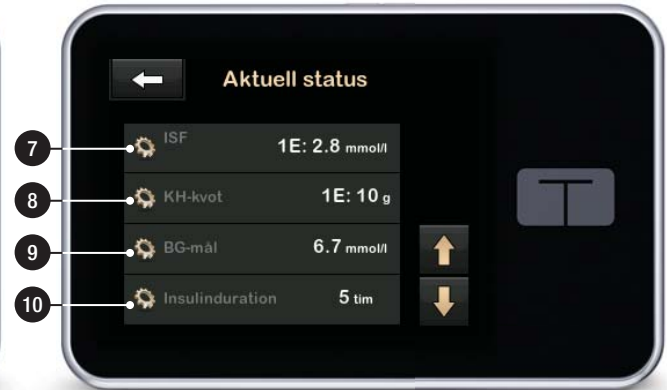 Aktuell status
7 ISF 1E: 2.8 mmol/l
8 KH-kvot 1E: 10 g
9 BG-mål 6.7 mmol/l
10 Insulinduration 5 tim